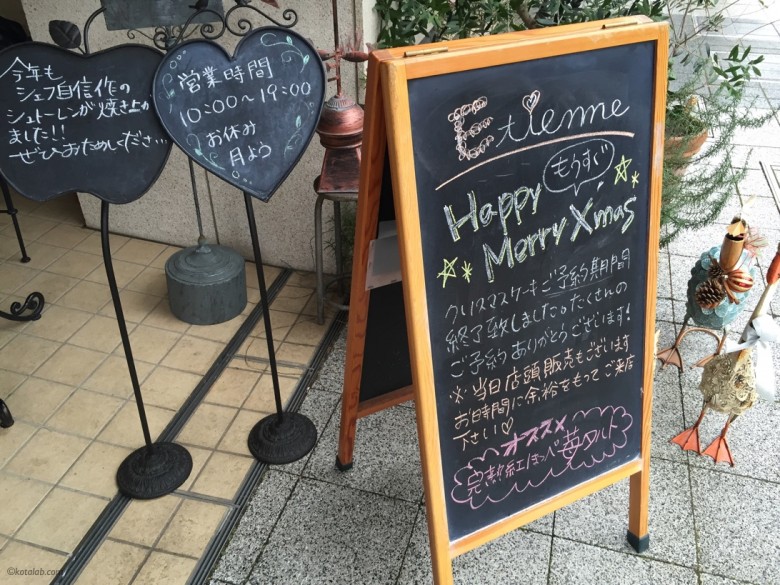 今年も
シェフ自信作の
シュトーレンが焼き上がり
ました!!
ぜひおためしください…
営業時間
10:00～19:00
お休み
月よう
Etienne
もうすぐ
Happy
Merry Xmas
クリスマスケーキご予約期間
終了致しました。たくさんの
ご予約ありがとうございます!
※当日店頭販売もございます
お時間に余裕をもってご来店
下さい♡
オススメ
完熟紅ほっぺ苺タルト
©kotolab.com